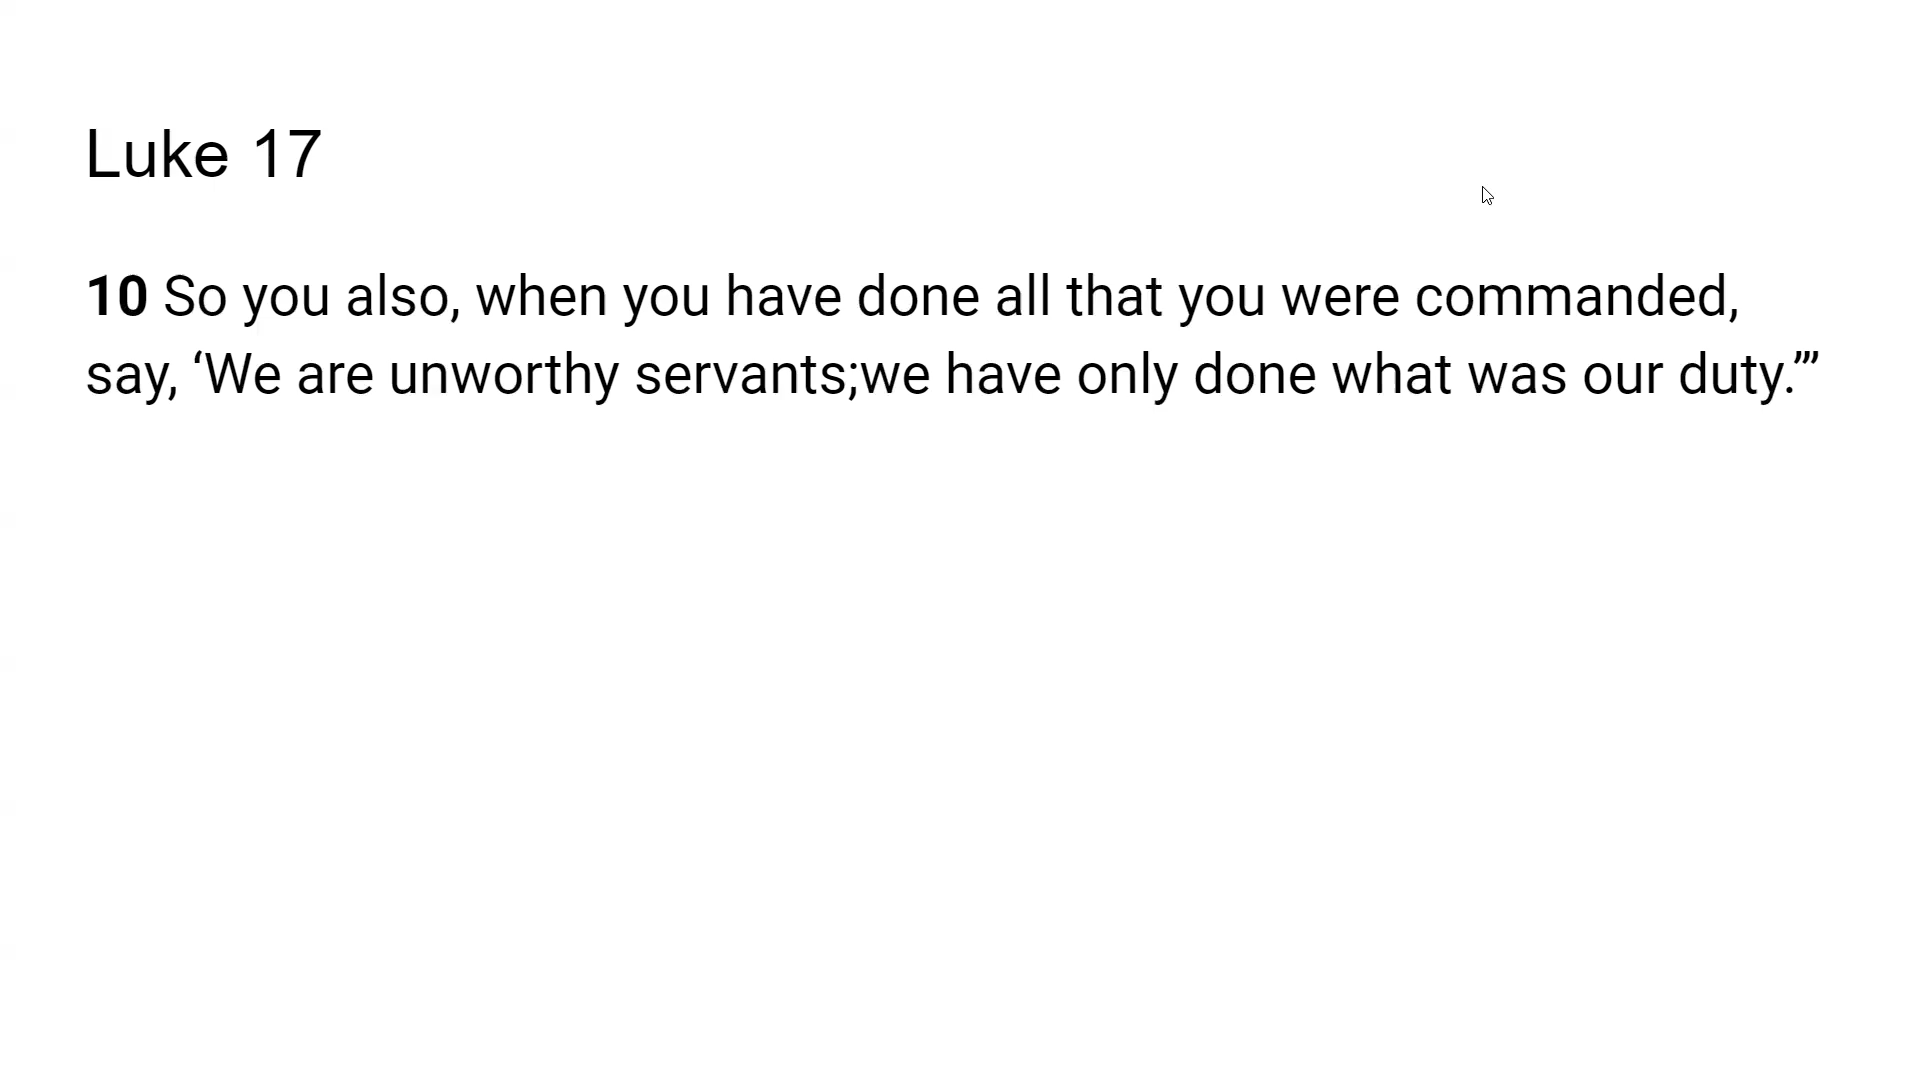 Luke 17
10 So you also, when you have done all that you were commanded,
say, ‘We are unworthy servants;we have only done what was our duty.’”